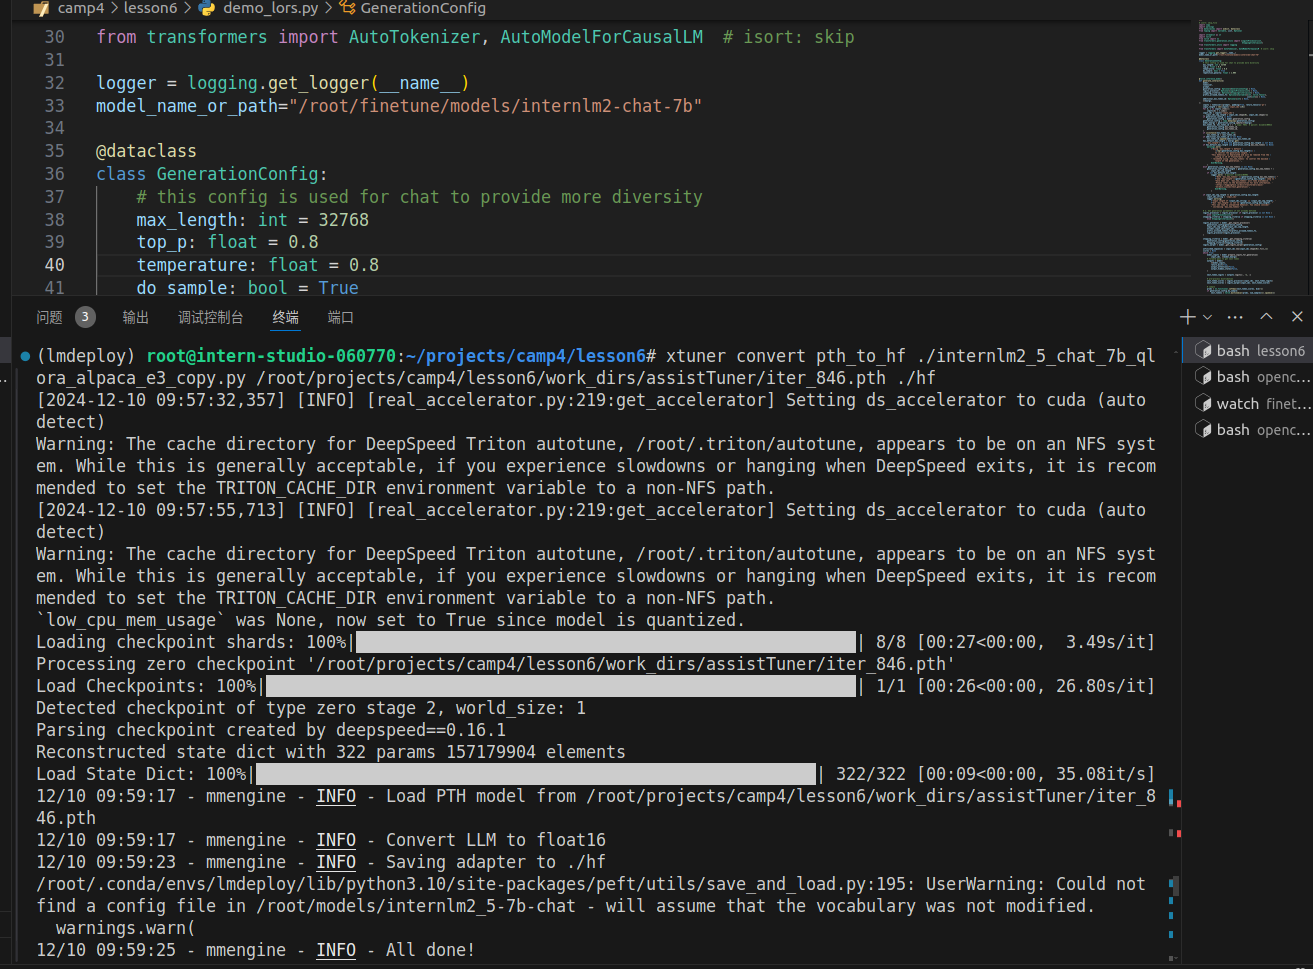 camp4 > lesson6 > demo_lors.py > GenerationConfig
30 from transformers import AutoTokenizer, AutoModelForCausalLM  # isort: skip
31
32 logger = logging.get_logger(__name__)
33 model_name_or_path="/root/finetune/models/internlm2-chat-7b"
34
35 @dataclass
36 class GenerationConfig:
37     # this config is used for chat to provide more diversity
38     max_length: int = 32768
39     top_p: float = 0.8
40     temperature: float = 0.8
41     do_sample: bool = True
问题 3 输出 调试控制台 终端 端口
(lmdeploy) root@intern-studio-060770:~/projects/camp4/lesson6# xtuner convert pth_to_hf ./internlm2_5_chat_7b_ql
ora_alpaca_e3_copy.py /root/projects/camp4/lesson6/work_dirs/assistTuner/iter_846.pth ./hf
[2024-12-10 09:57:32,357] [INFO] [real_accelerator.py:219:get_accelerator] Setting ds_accelerator to cuda (auto
detect)
Warning: The cache directory for DeepSpeed Triton autotune, /root/.triton/autotune, appears to be on an NFS syst
em. While this is generally acceptable, if you experience slowdowns or hanging when DeepSpeed exits, it is recom
mended to set the TRITON_CACHE_DIR environment variable to a non-NFS path.
[2024-12-10 09:57:55,713] [INFO] [real_accelerator.py:219:get_accelerator] Setting ds_accelerator to cuda (auto
detect)
Warning: The cache directory for DeepSpeed Triton autotune, /root/.triton/autotune, appears to be on an NFS syst
em. While this is generally acceptable, if you experience slowdowns or hanging when DeepSpeed exits, it is recom
mended to set the TRITON_CACHE_DIR environment variable to a non-NFS path.
`low_cpu_mem_usage` was None, now set to True since model is quantized.
Loading checkpoint shards: 100%| | 8/8 [00:27<00:00,  3.49s/it]
Processing zero checkpoint '/root/projects/camp4/lesson6/work_dirs/assistTuner/iter_846.pth'
Load Checkpoints: 100%| | 1/1 [00:26<00:00, 26.80s/it]
Detected checkpoint of type zero stage 2, world_size: 1
Parsing checkpoint created by deepspeed==0.16.1
Reconstructed state dict with 322 params 157179904 elements
Load State Dict: 100%| | 322/322 [00:09<00:00, 35.08it/s]
12/10 09:59:17 - mmengine - INFO - Load PTH model from /root/projects/camp4/lesson6/work_dirs/assistTuner/iter_8
46.pth
12/10 09:59:17 - mmengine - INFO - Convert LLM to float16
12/10 09:59:23 - mmengine - INFO - Saving adapter to ./hf
/root/.conda/envs/lmdeploy/lib/python3.10/site-packages/peft/utils/save_and_load.py:195: UserWarning: Could not
find a config file in /root/models/internlm2_5-7b-chat - will assume that the vocabulary was not modified.
  warnings.warn(
12/10 09:59:25 - mmengine - INFO - All done!
bash lesson6
bash openc...
watch finet...
bash openc...